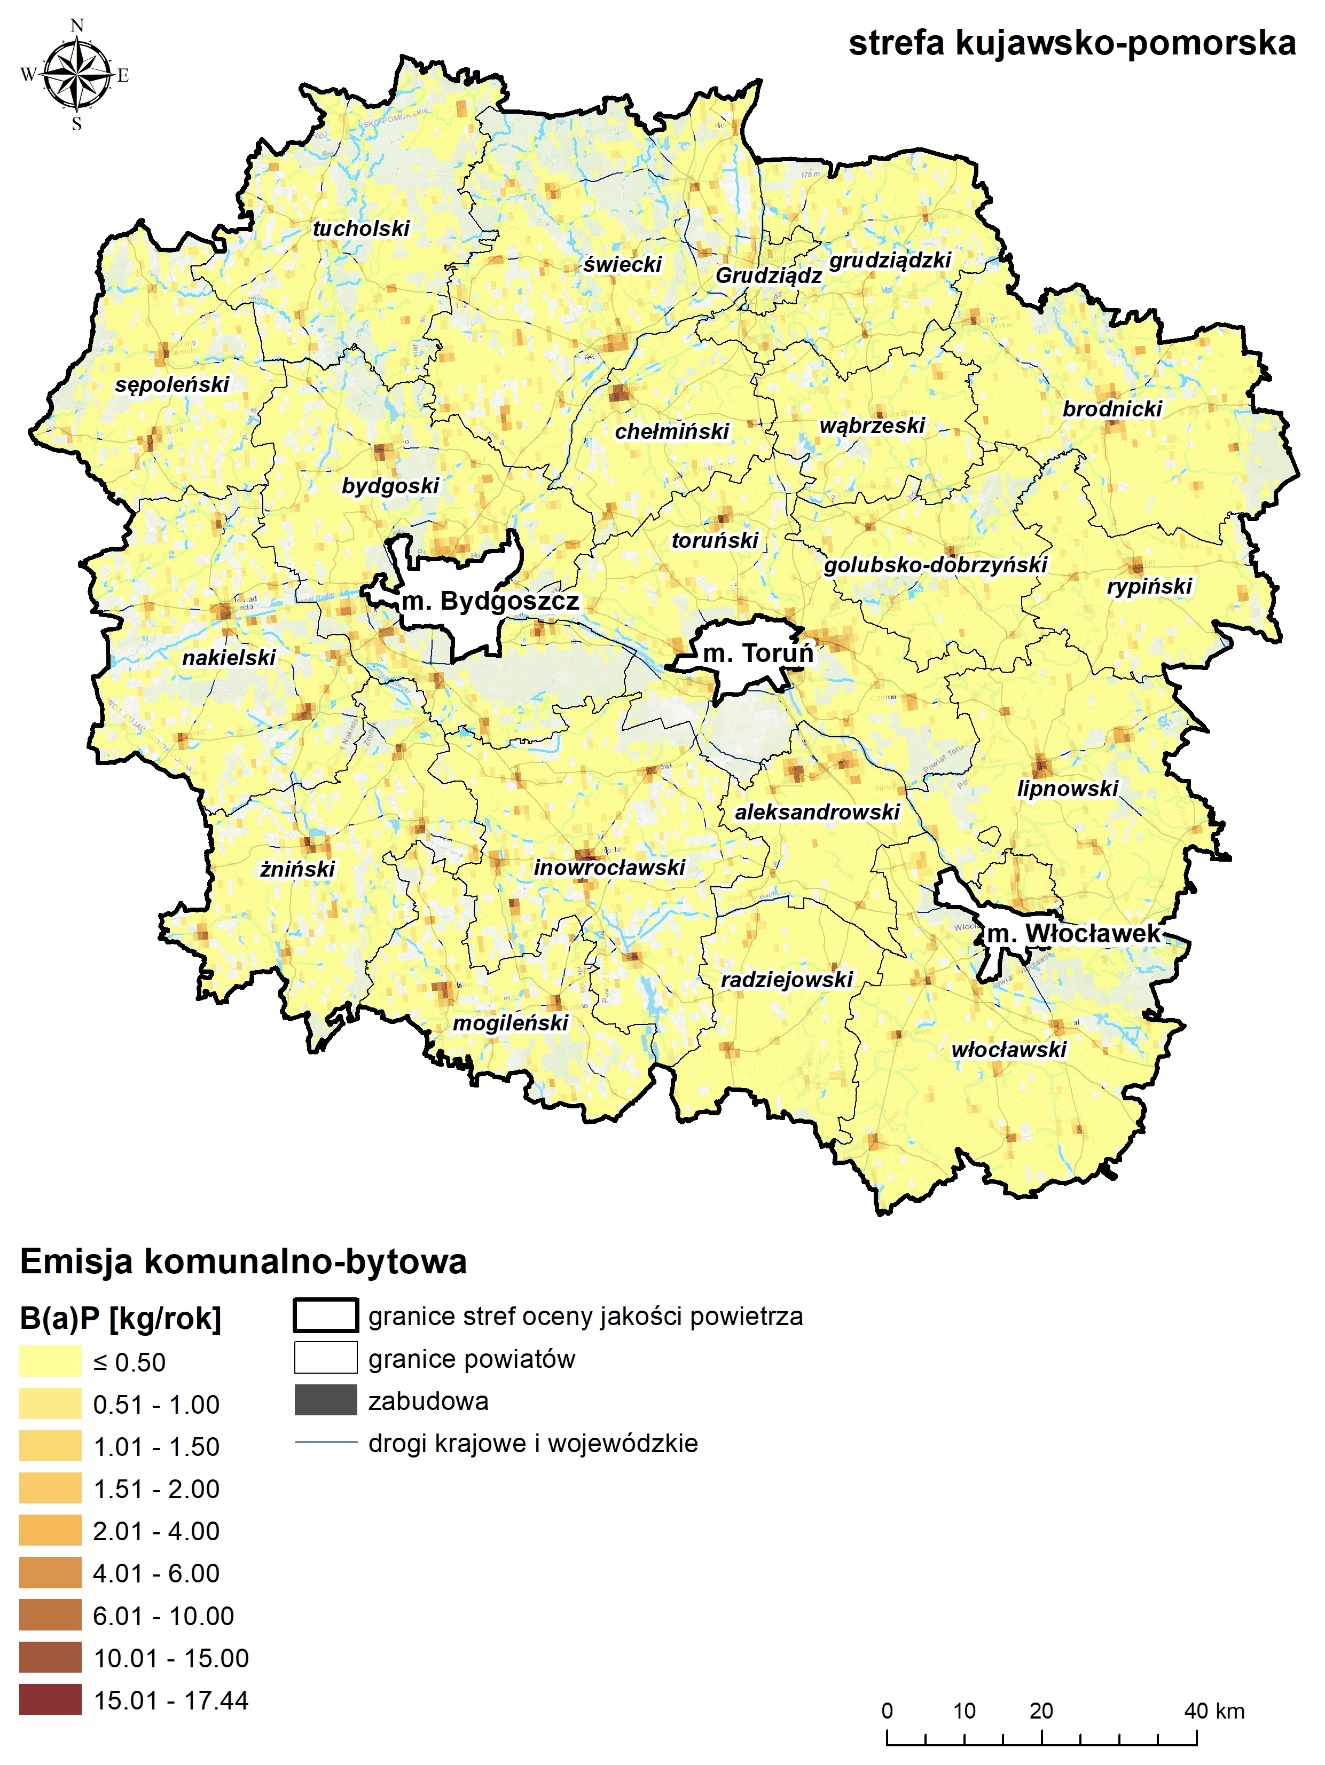 N
strefa kujawsko-pomorska
W
E
S
178 m
tucholski
świecki
grudziądzki
Grudziądz
sępoleński
brodnicki
chełmiński
wąbrzeski
bydgoski
toruński
golubsko-dobrzyński
rypiński
m. Bydgoszcz
nakielski
m. Toruń
Powiat Toru
lipnowski
aleksandrowski
żniński
inowrocławski
m. Włocławek
radziejowski
mogileński
włocławski
Emisja komunalno-bytowa
B(a)P [kg/rok]
≤ 0.50
0.51 - 1.00
1.01 - 1.50
1.51 - 2.00
2.01 - 4.00
4.01 - 6.00
6.01 - 10.00
10.01 - 15.00
15.01 - 17.44
granice stref oceny jakości powietrza
granice powiatów
zabudowa
drogi krajowe i wojewódzkie
0 10 20 40 km